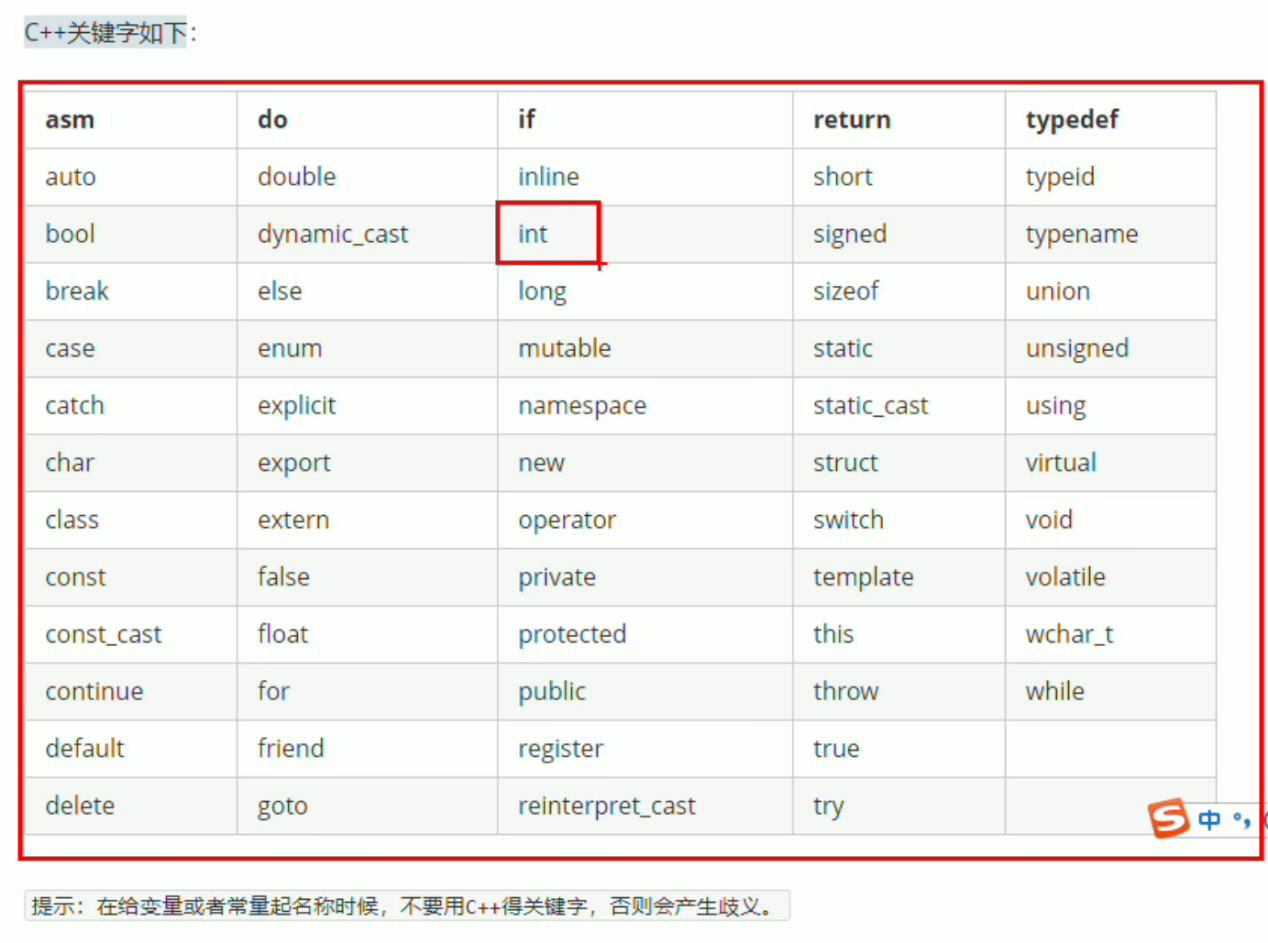 C++关键字如下:
asm do if return typedef
auto double inline short typeid
bool dynamic_cast int signed typename
break else long sizeof union
case enum mutable static unsigned
catch explicit namespace static_cast using
char export new struct virtual
class extern operator switch void
const false private template volatile
const_cast float protected this wchar_t
continue for public throw while
default friend register true
delete goto reinterpret_cast try
S 中 °,
提示：在给变量或者常量起名称时候，不要用C++得关键字，否则会产生歧义。